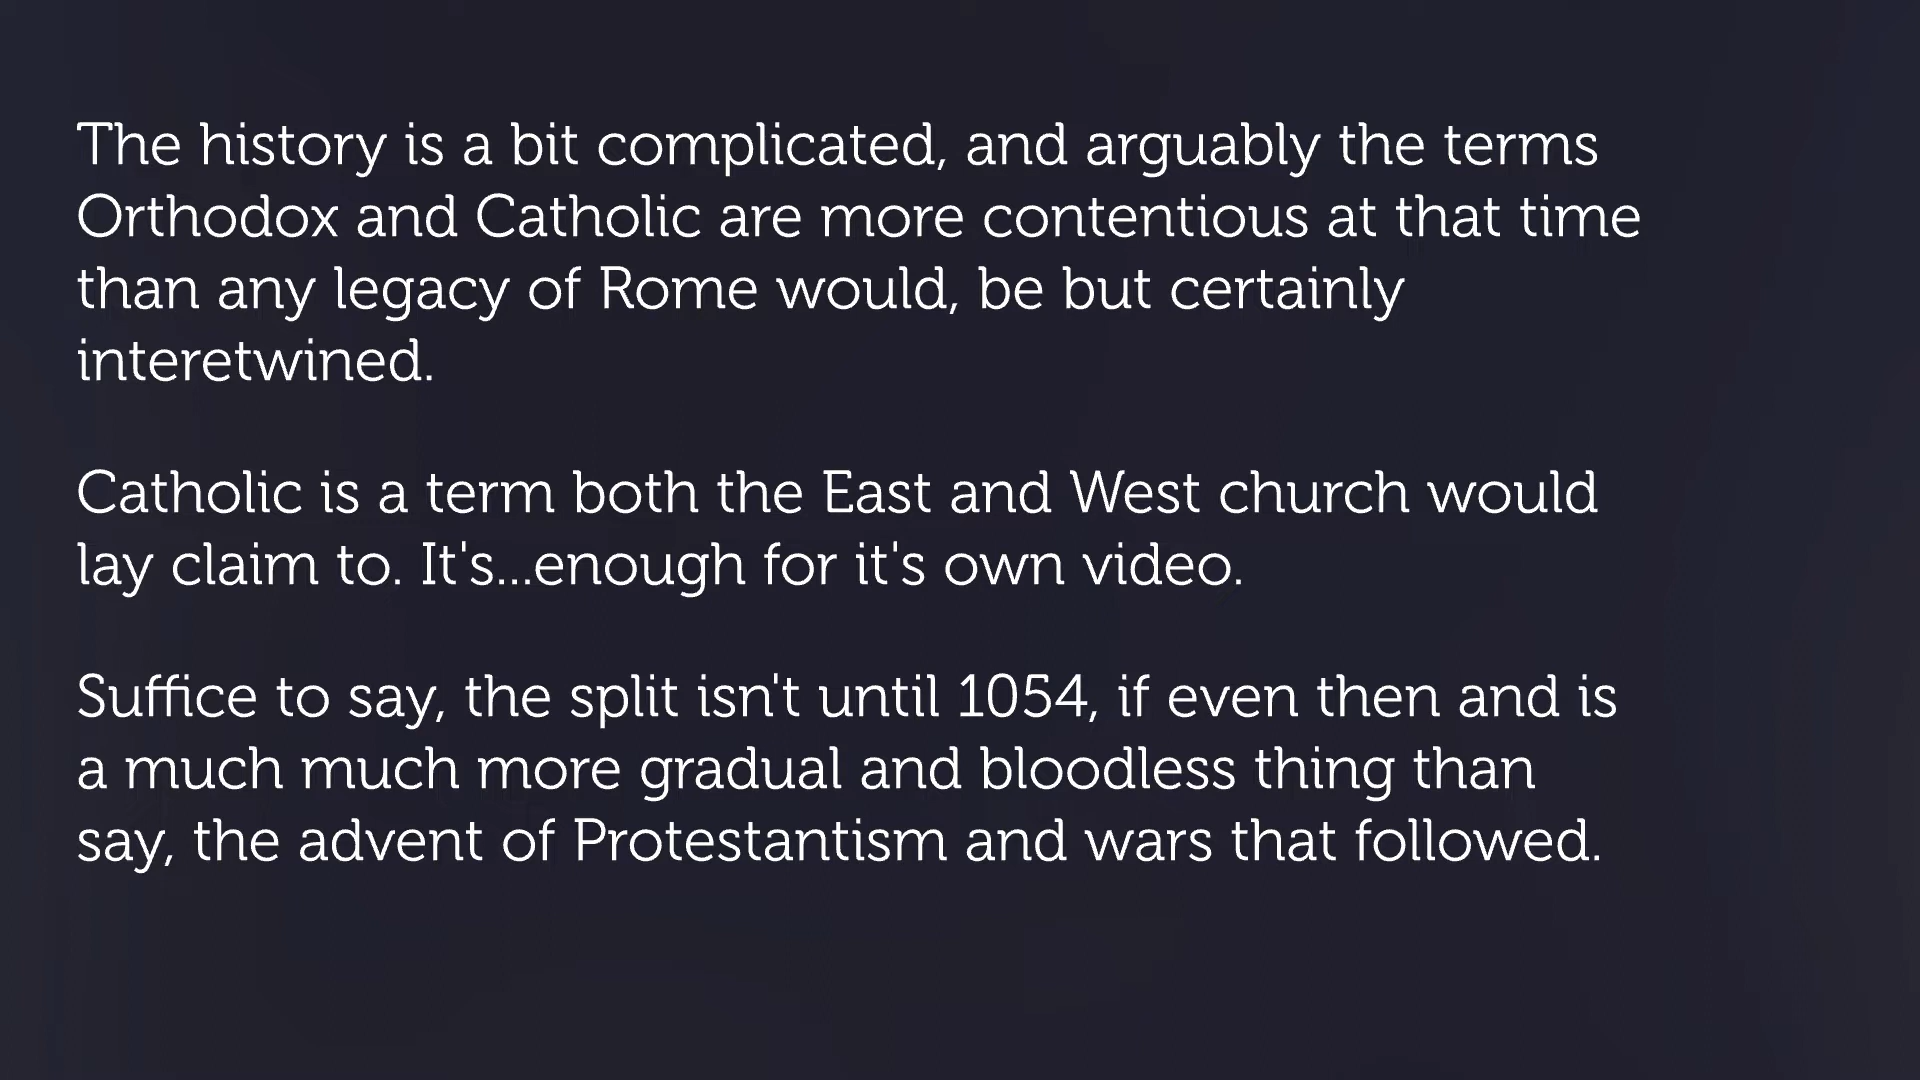 The history is a bit complicated, and arguably the terms
Orthodox and Catholic are more contentious at that time
than any legacy of Rome would, be but certainly
interetwined.
Catholic is a term both the East and West church would
lay claim to. It's...enough for it's own video.
Suffice to say, the split isn't until 1054, if even then and is
a much much more gradual and bloodless thing than
say, the advent of Protestantism and wars that followed.